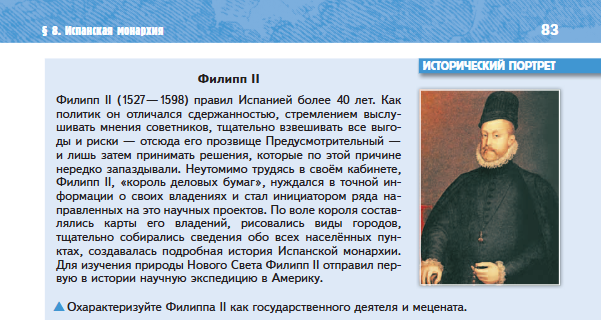 § 8. Испанская монархия
83
ИСТОРИЧЕСКИЙ ПОРТРЕТ
Филипп II
Филипп II (1527—1598) правил Испанией более 40 лет. Как
политик он отличался сдержанностью, стремлением выслу-
шивать мнения советников, тщательно взвешивать все выго-
ды и риски — отсюда его прозвище Предусмотрительный —
и лишь затем принимать решения, которые по этой причине
нередко запаздывали. Неутомимо трудясь в своём кабинете,
Филипп II, «король деловых бумаг», нуждался в точной ин-
формации о своих владениях и стал инициатором ряда на-
правленных на это научных проектов. По воле короля состав-
лялись карты его владений, рисовались виды городов,
тщательно собирались сведения обо всех населённых пун-
ктах, создавалась подробная история Испанской монархии.
Для изучения природы Нового Света Филипп II отправил пер-
вую в истории научную экспедицию в Америку.
Охарактеризуйте Филиппа II как государственного деятеля и мецената.